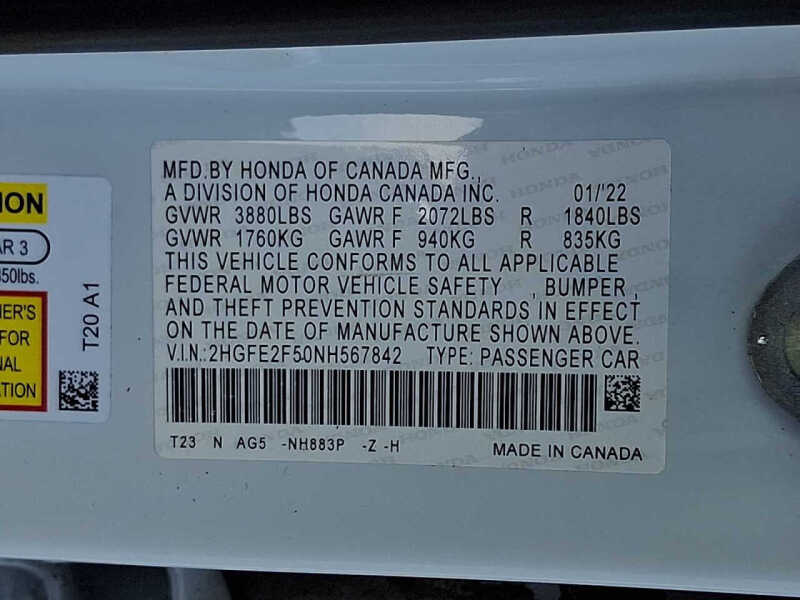 MFD.BY HONDA OF CANADA MFG.,
A DIVISION OF HONDA CANADA INC. 01/'22
GVWR 3880LBS GAWR F 2072LBS R 1840LBS
GVWR 1760KG GAWR F 940KG R 835KG
THIS VEHICLE CONFORMS TO ALL APPLICABLE
FEDERAL MOTOR VEHICLE SAFETY , BUMPER ,
AND THEFT PREVENTION STANDARDS IN EFFECT
ON THE DATE OF MANUFACTURE SHOWN ABOVE.
V.I.N.:2HGFE2F50NH567842 TYPE: PASSENGER CAR
T23 N AG5 -NH883P -Z -H MADE IN CANADA
T20 A1